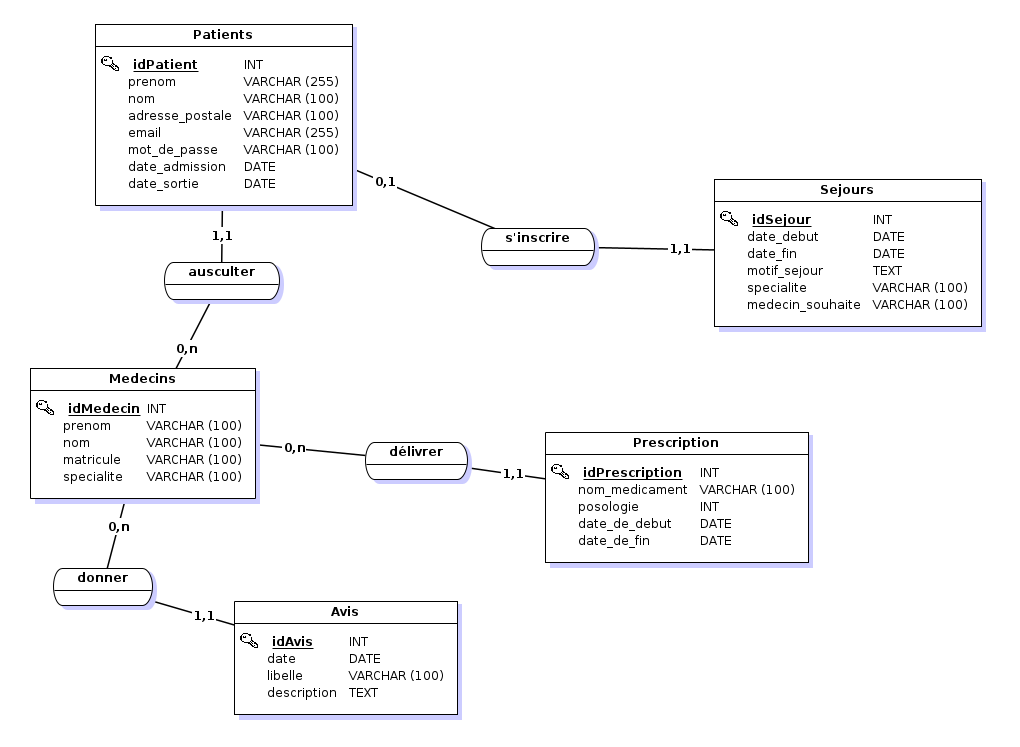 Patients
idPatient INT
prenom VARCHAR (255)
nom VARCHAR (100)
adresse_postale VARCHAR (100)
email VARCHAR (255)
mot_de_passe VARCHAR (100)
date_admission DATE
date_sortie DATE
0,1
s'inscrire
1,1
Sejours
idSejour INT
date_debut DATE
date_fin DATE
motif_sejour TEXT
specialite VARCHAR (100)
medecin_souhaite VARCHAR (100)
1,1
ausculter
0,n
Medecins
idMedecin INT
prenom VARCHAR (100)
nom VARCHAR (100)
matricule VARCHAR (100)
specialite VARCHAR (100)
0,n
délivrer
1,1
Prescription
idPrescription INT
nom_medicament VARCHAR (100)
posologie INT
date_de_debut DATE
date_de_fin DATE
0,n
donner
1,1
Avis
idAvis INT
date DATE
libelle VARCHAR (100)
description TEXT